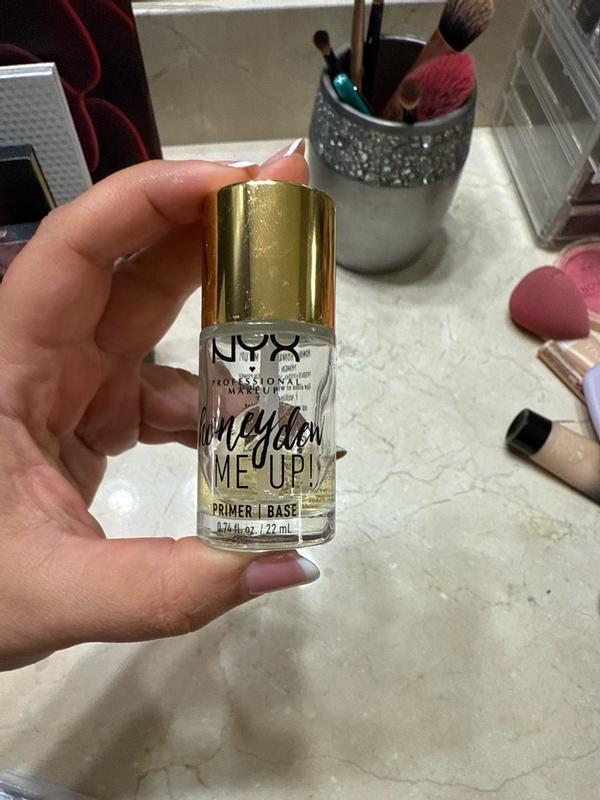 NYX
PROFESSIONAL
MAKEUP
honeydew
ME UP!
PRIMER | BASE
0.74 fl. oz. / 22 mL